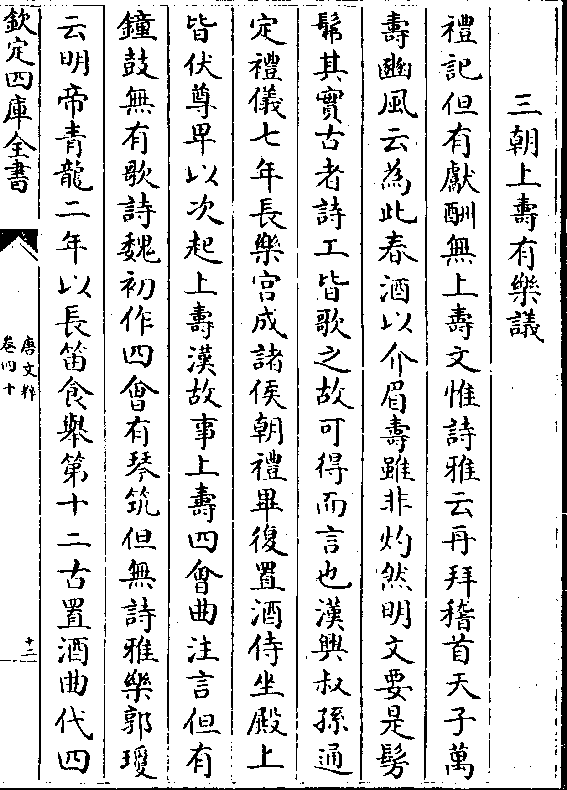 三朝上壽有樂議
禮記但有獻酬無上壽文惟詩雅云再拜稽首天子萬
壽豳風云為此春酒以介眉壽雖非灼然明文要是髣
髴其實古者詩工皆歌之故可得而言也漢興叔孫通
定禮儀七年長樂宫成諸侯朝禮畢復置酒侍坐殿上
皆伏尊卑以次起上壽漢故事上壽四會曲注言但有
鐘鼓無有歌詩魏初作四會有琴筑但無詩雅樂郭瓊
云明帝青龍二年以長笛食舉第十二古置酒曲代四
欽定四庫全書
唐文粹
卷四十
十二